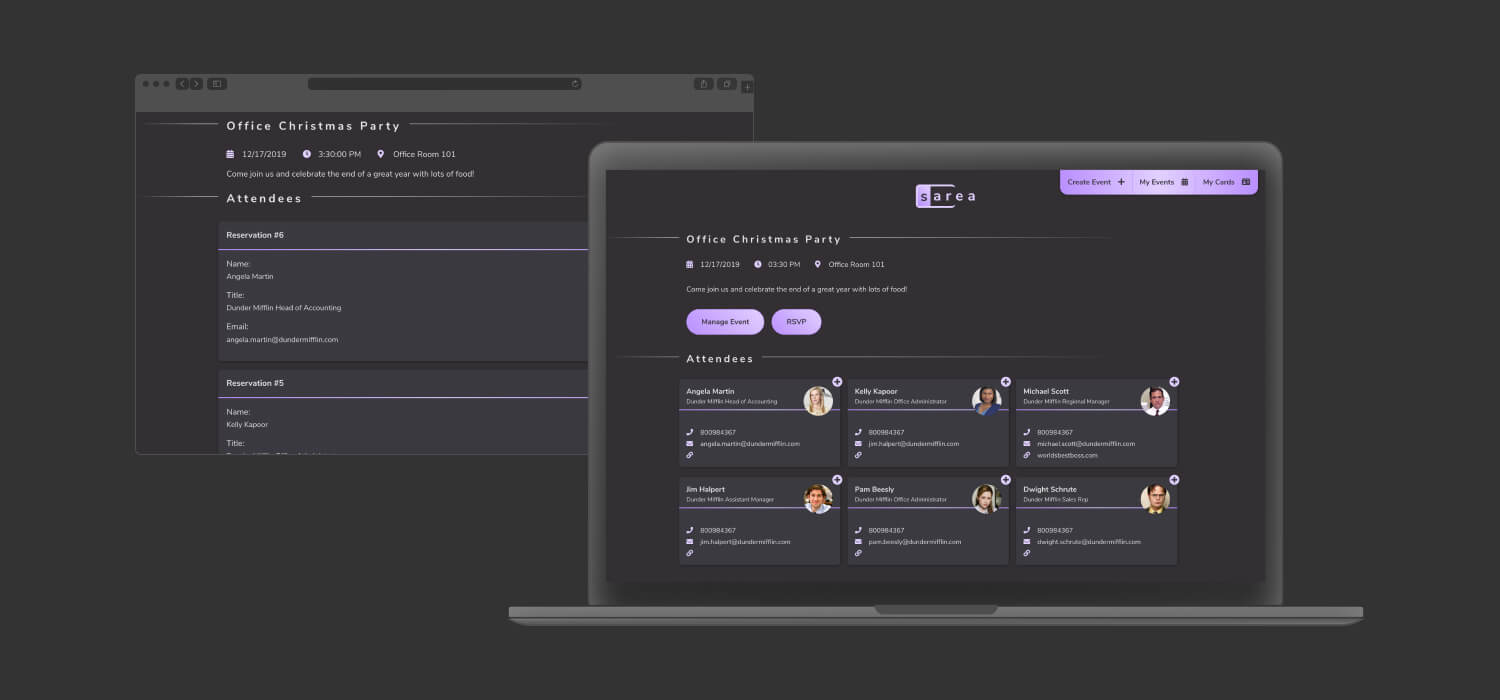 Office Christmas Party
12/17/2019 3:30:00 PM Office Room 101
Come join us and celebrate the end of a great year with lots of food!
Attendees
Reservation #6
Name:
Angela Martin
Title:
Dunder Mifflin Head of Accounting
Email:
angela.martin@dundermifflin.com
Reservation #5
Name:
Kelly Kapoor
Title:
Create Event My Events My Cards
sarea
Office Christmas Party
12/17/2019 03:30 PM Office Room 101
Come join us and celebrate the end of a great year with lots of food!
Manage Event RSVP
Attendees
Angela Martin
Dunder Mifflin Head of Accounting
800984367
angela.martin@dundermifflin.com
Kelly Kapoor
Dunder Mifflin Office Administrator
800984367
jim.halpert@dundermifflin.com
Michael Scott
Dunder Mifflin Regional Manager
800984367
michael.scott@dundermifflin.com
worldsbestboss.com
Jim Halpert
Dunder Mifflin Assistant Manager
800984367
jim.halpert@dundermifflin.com
Pam Beesly
Dunder Mifflin Office Administrator
800984367
pam.beesly@dundermifflin.com
Dwight Schrute
Dunder Mifflin Sales Rep
800984367
dwight.schrute@dundermifflin.com